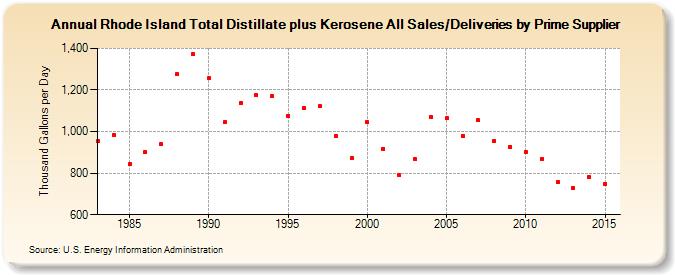 Annual Rhode Island Total Distillate plus Kerosene All Sales/Deliveries by Prime Supplier
Thousand Gallons per Day
1,400
1,200
1,000
800
600
1985 1990 1995 2000 2005 2010 2015
Source: U.S. Energy Information Administration